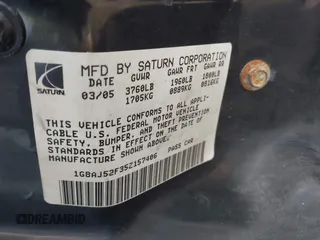 MFD BY SATURN CORPORATION
DATE GVWR GAWR FRT GAWR RR
03/05 3760LB 1960LB 1800LB
1705KG 0889KG 0816KG
SATURN
THIS VEHICLE CONFORMS TO ALL APPLI-
CABLE U.S. FEDERAL MOTOR VEHICLE
SAFETY, BUMPER, AND THEFT PREVENTION
STANDARDS IN EFFECT ON THE DATE OF
MANUFACTURE SHOWN ABOVE.
1G8AJ52F35Z157406 PASS CAR
© DREAMBID